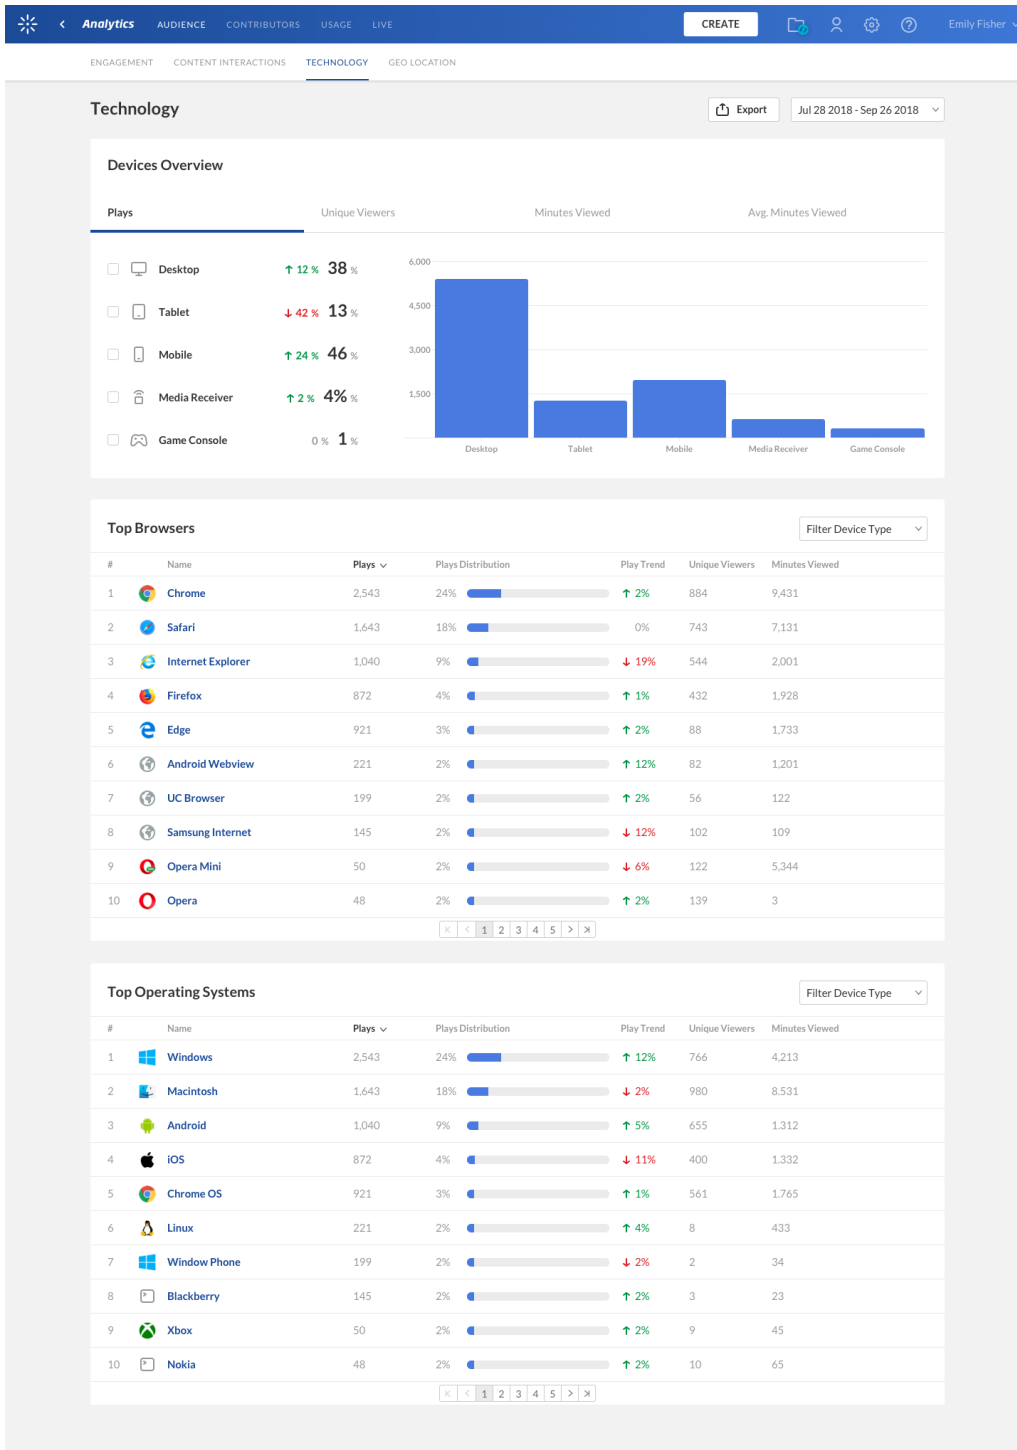 Analytics AUDIENCE CONTRIBUTORS USAGE LIVE CREATE Emily Fisher
ENGAGEMENT CONTENT INTERACTIONS TECHNOLOGY GEO LOCATION
Technology Export Jul 28 2018 - Sep 26 2018
Devices Overview
Plays Unique Viewers Minutes Viewed Avg. Minutes Viewed
Desktop 12 % 38 %
Tablet 42 % 13 %
Mobile 24 % 46 %
Media Receiver 2 % 4% %
Game Console 0 % 1 %
6,000
4,500
3,000
1,500
Desktop Tablet Mobile Media Receiver Game Console
Top Browsers Filter Device Type
# Name Plays Plays Distribution Play Trend Unique Viewers Minutes Viewed
1 Chrome 2,543 24% 2% 884 9,431
2 Safari 1,643 18% 0% 743 7,131
3 Internet Explorer 1,040 9% 19% 544 2,001
4 Firefox 872 4% 1% 432 1,928
5 Edge 921 3% 2% 88 1,733
6 Android Webview 221 2% 12% 82 1,201
7 UC Browser 199 2% 2% 56 122
8 Samsung Internet 145 2% 12% 102 109
9 Opera Mini 50 2% 6% 122 5,344
10 Opera 48 2% 2% 139 3
1 2 3 4 5
Top Operating Systems Filter Device Type
# Name Plays Plays Distribution Play Trend Unique Viewers Minutes Viewed
1 Windows 2,543 24% 12% 766 4,213
2 Macintosh 1,643 18% 2% 980 8.531
3 Android 1,040 9% 5% 655 1.312
4 iOS 872 4% 11% 400 1.332
5 Chrome OS 921 3% 1% 561 1.765
6 Linux 221 2% 4% 8 433
7 Window Phone 199 2% 2% 2 34
8 Blackberry 145 2% 2% 3 23
9 Xbox 50 2% 2% 9 45
10 Nokia 48 2% 2% 10 65
1 2 3 4 5